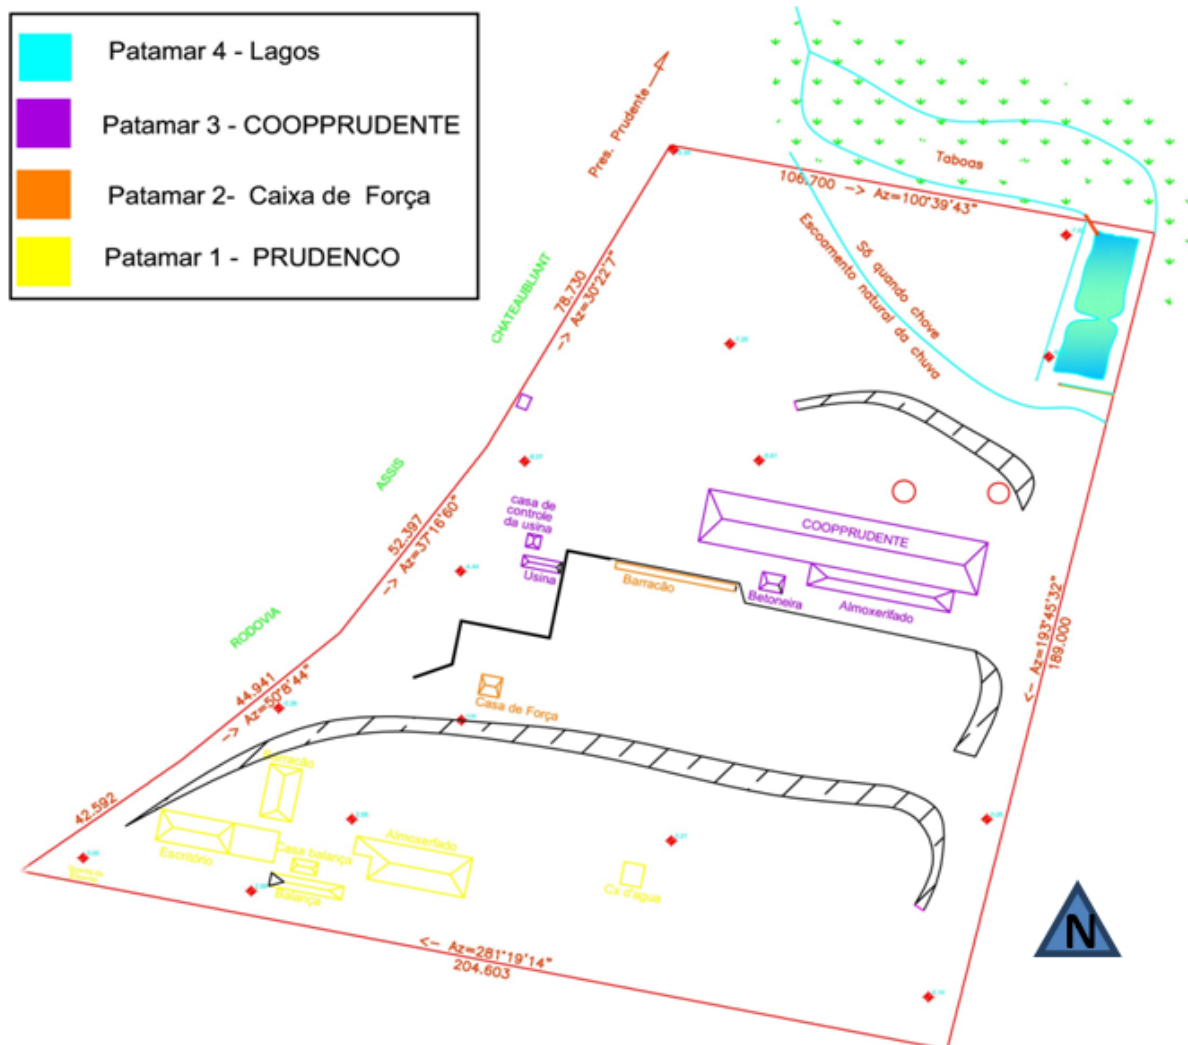 Patamar 4 - Lagos
Patamar 3 - COOPPRUDENTE
Patamar 2- Caixa de Força
Patamar 1 - PRUDENCO
Pres. Prudente
Taboas
106.700 -> Az=100°39'43"
Só quando chove
Escoamento natural da chuva
CHATEAUBLIANT
78.730
-> Az=30°22'7"
ASSIS
52.397
-> Az=37°16'60"
casa de
controle
da usina
Usina
COOPPRUDENTE
Barracão
Betoneira
Almoxerifado
<- Az=193°45'32"
189.000
RODOVIA
44.941
-> Az=50°8'44"
Casa de Força
42.592
Barracão
Escritório
Casa balança
Almoxerifado
Balança
Cx d'agua
<- Az=281°19'14"
204.603
N